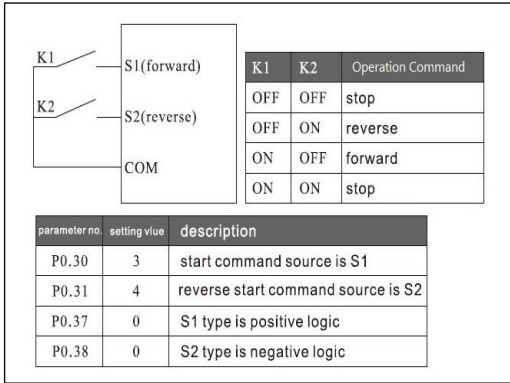 K1
S1(forward)
K2
S2(reverse)
COM
K1 K2 Operation Command
OFF OFF stop
OFF ON reverse
ON OFF forward
ON ON stop
parameter no. setting vlue description
P0.30 3 start command source is S1
P0.31 4 reverse start command source is S2
P0.37 0 S1 type is positive logic
P0.38 0 S2 type is negative logic